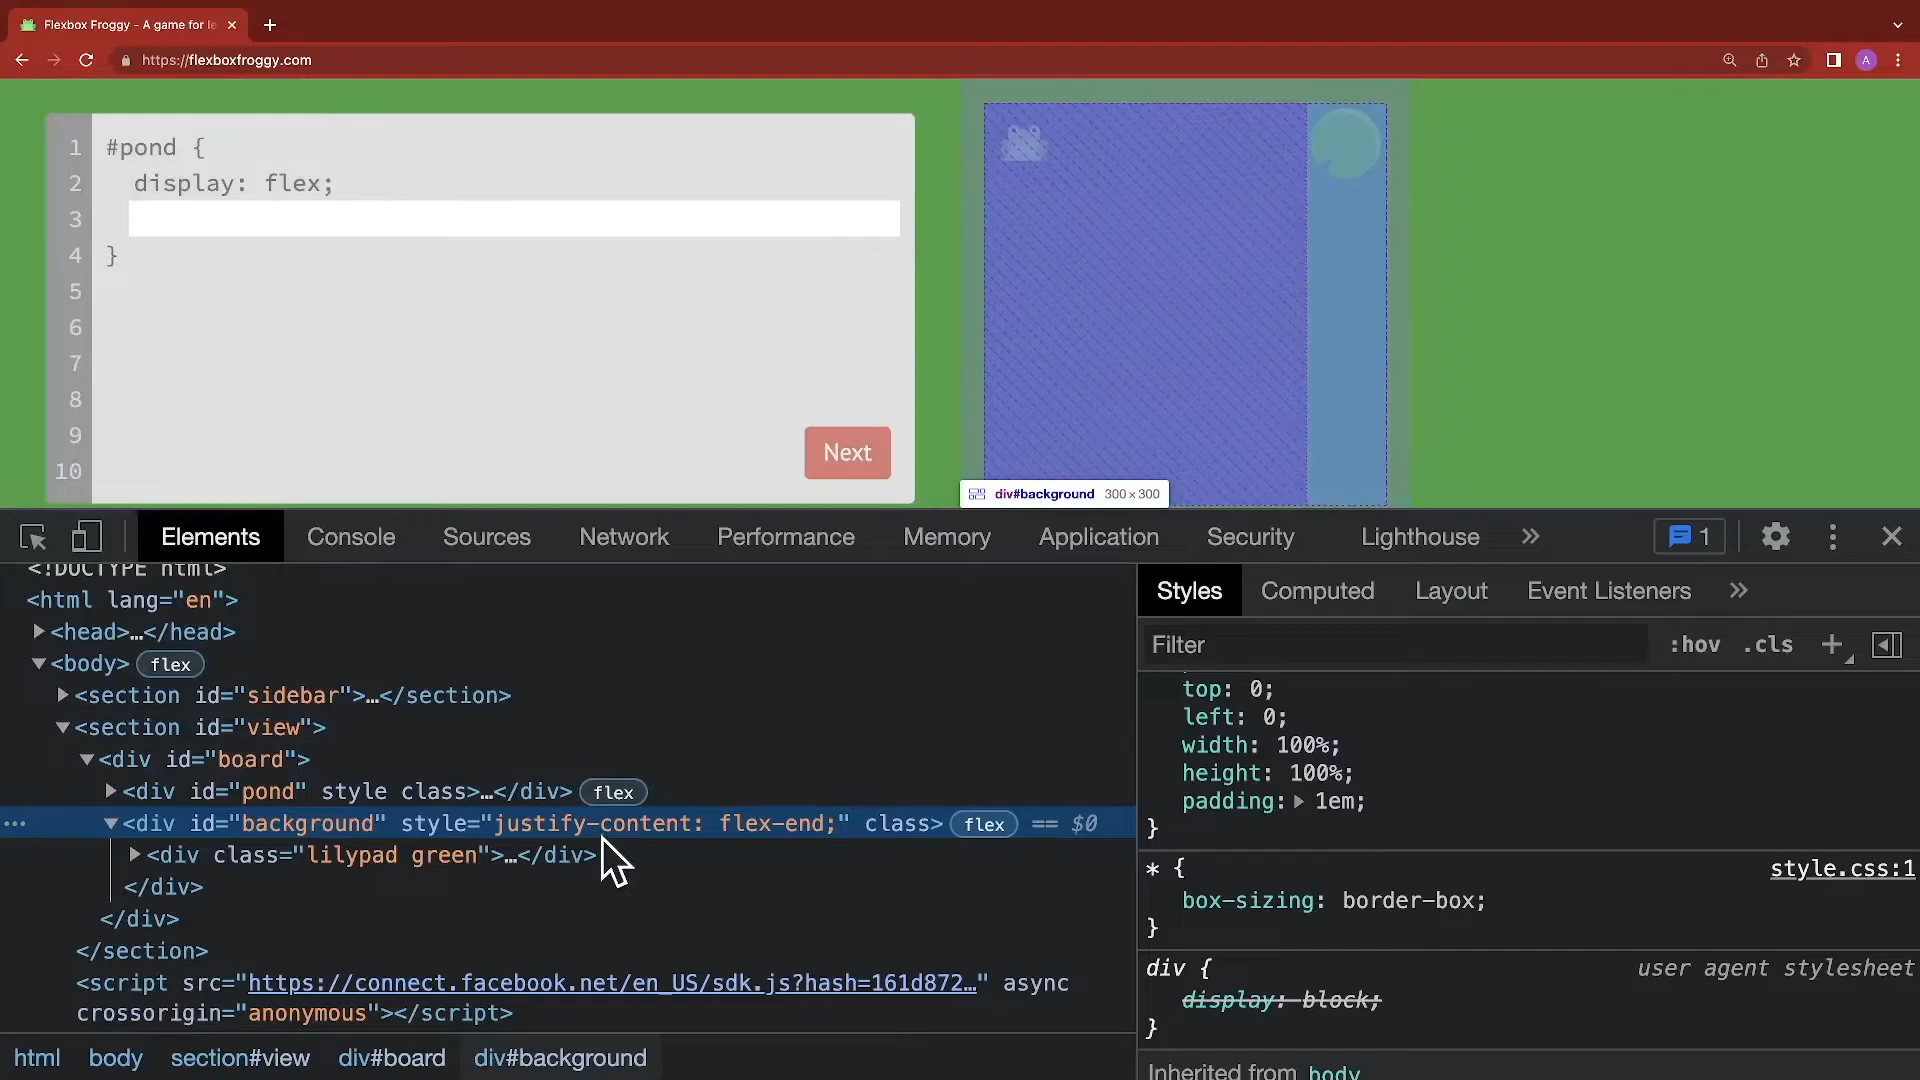 Flexbox Froggy - A game for le
https://flexboxfroggy.com
A
1 #pond {
2 display: flex;
3
4 }
5
6
7
8
9
10
Next
div#background 300×300
Elements Console Sources Network Performance Memory Application Security Lighthouse » 1
<!DOCTYPE html>
<html lang="en">
<head>…</head>
<body> flex
<section id="sidebar">…</section>
<section id="view">
<div id="board">
<div id="pond" style class>…</div> flex
<div id="background" style="justify-content: flex-end;" class> flex == $0
<div class="lilypad green">…</div>
</div>
</div>
</section>
<script src="https://connect.facebook.net/en_US/sdk.js?hash=161d872…" async
crossorigin="anonymous"></script>
html body section#view div#board div#background
Styles Computed Layout Event Listeners »
Filter :hov .cls +
top: 0;
left: 0;
width: 100%;
height: 100%;
padding: 1em;
}
* { style.css:1
box-sizing: border-box;
}
div { user agent stylesheet
display: block;
}
Inherited from body